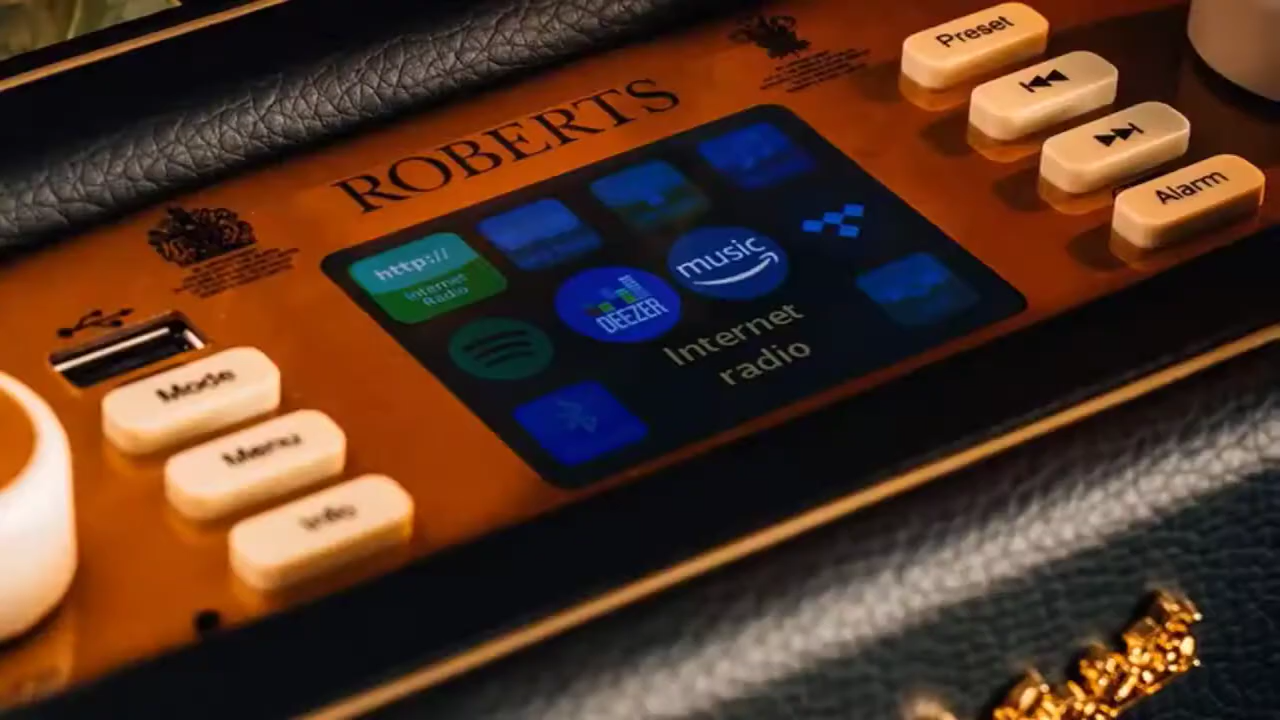 ROBERTS
Preset
Alarm
Mode
Menu
Info
http://
Internet
Radio
DEEZER
music
Internet
radio